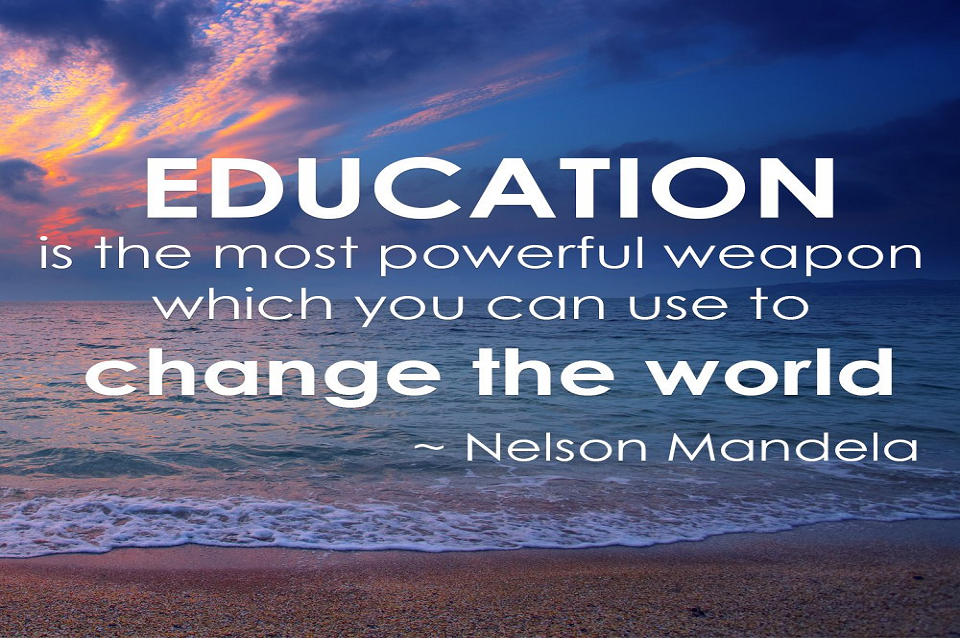 EDUCATION
is the most powerful weapon
which you can use to
change the world
~ Nelson Mandela